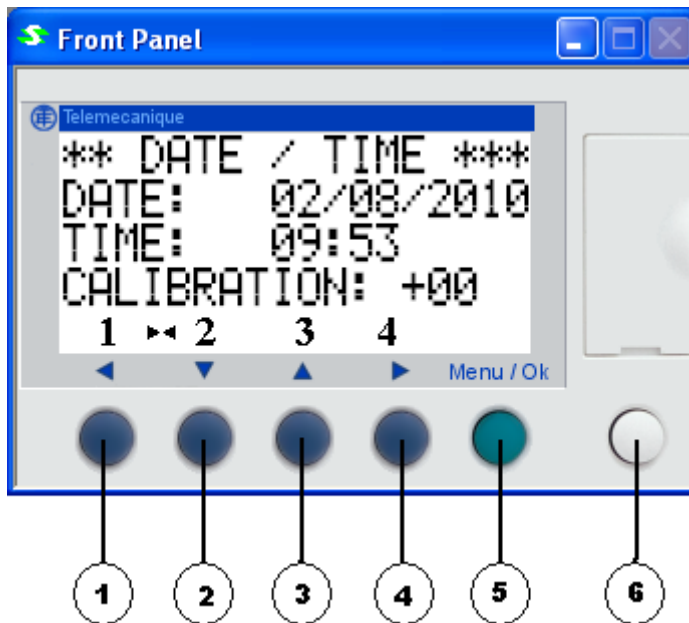 Front Panel
Telemecanique
** DATE / TIME ***
DATE: 02/08/2010
TIME: 09:53
CALIBRATION: +00
1 2 3 4
Menu / Ok
1 2 3 4 5 6